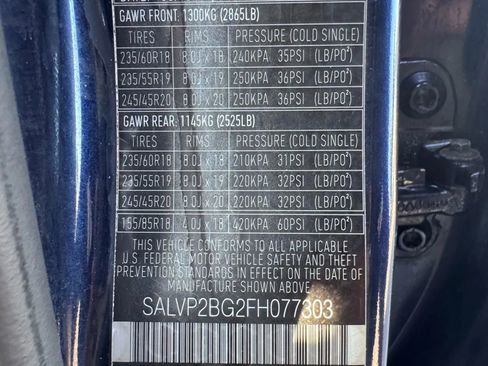 GAWR FRONT: 1300KG (2865LB)
TIRES RIMS PRESSURE (COLD SINGLE)
235/60R18 8.0J x 18 240KPA 35PSI (LB/PO²)
235/55R19 8.0J x 19 250KPA 36PSI (LB/PO²)
245/45R20 8.0J x 20 250KPA 36PSI (LB/PO²)
GAWR REAR: 1145KG (2525LB)
TIRES RIMS PRESSURE (COLD SINGLE)
235/60R18 8.0J x 18 210KPA 31PSI (LB/PO²)
235/55R19 8.0J x 19 220KPA 32PSI (LB/PO²)
245/45R20 8.0J x 20 220KPA 32PSI (LB/PO²)
155/85R18 4.0J x 18 420KPA 60PSI (LB/PO²)
THIS VEHICLE CONFORMS TO ALL APPLICABLE
U.S. FEDERAL MOTOR VEHICLE SAFETY AND
THEFT PREVENTION STANDARDS IN EFFECT ON
THE DATE OF MANUFACTURE SHOWN ABOVE.
SALVP2BG2FH077303